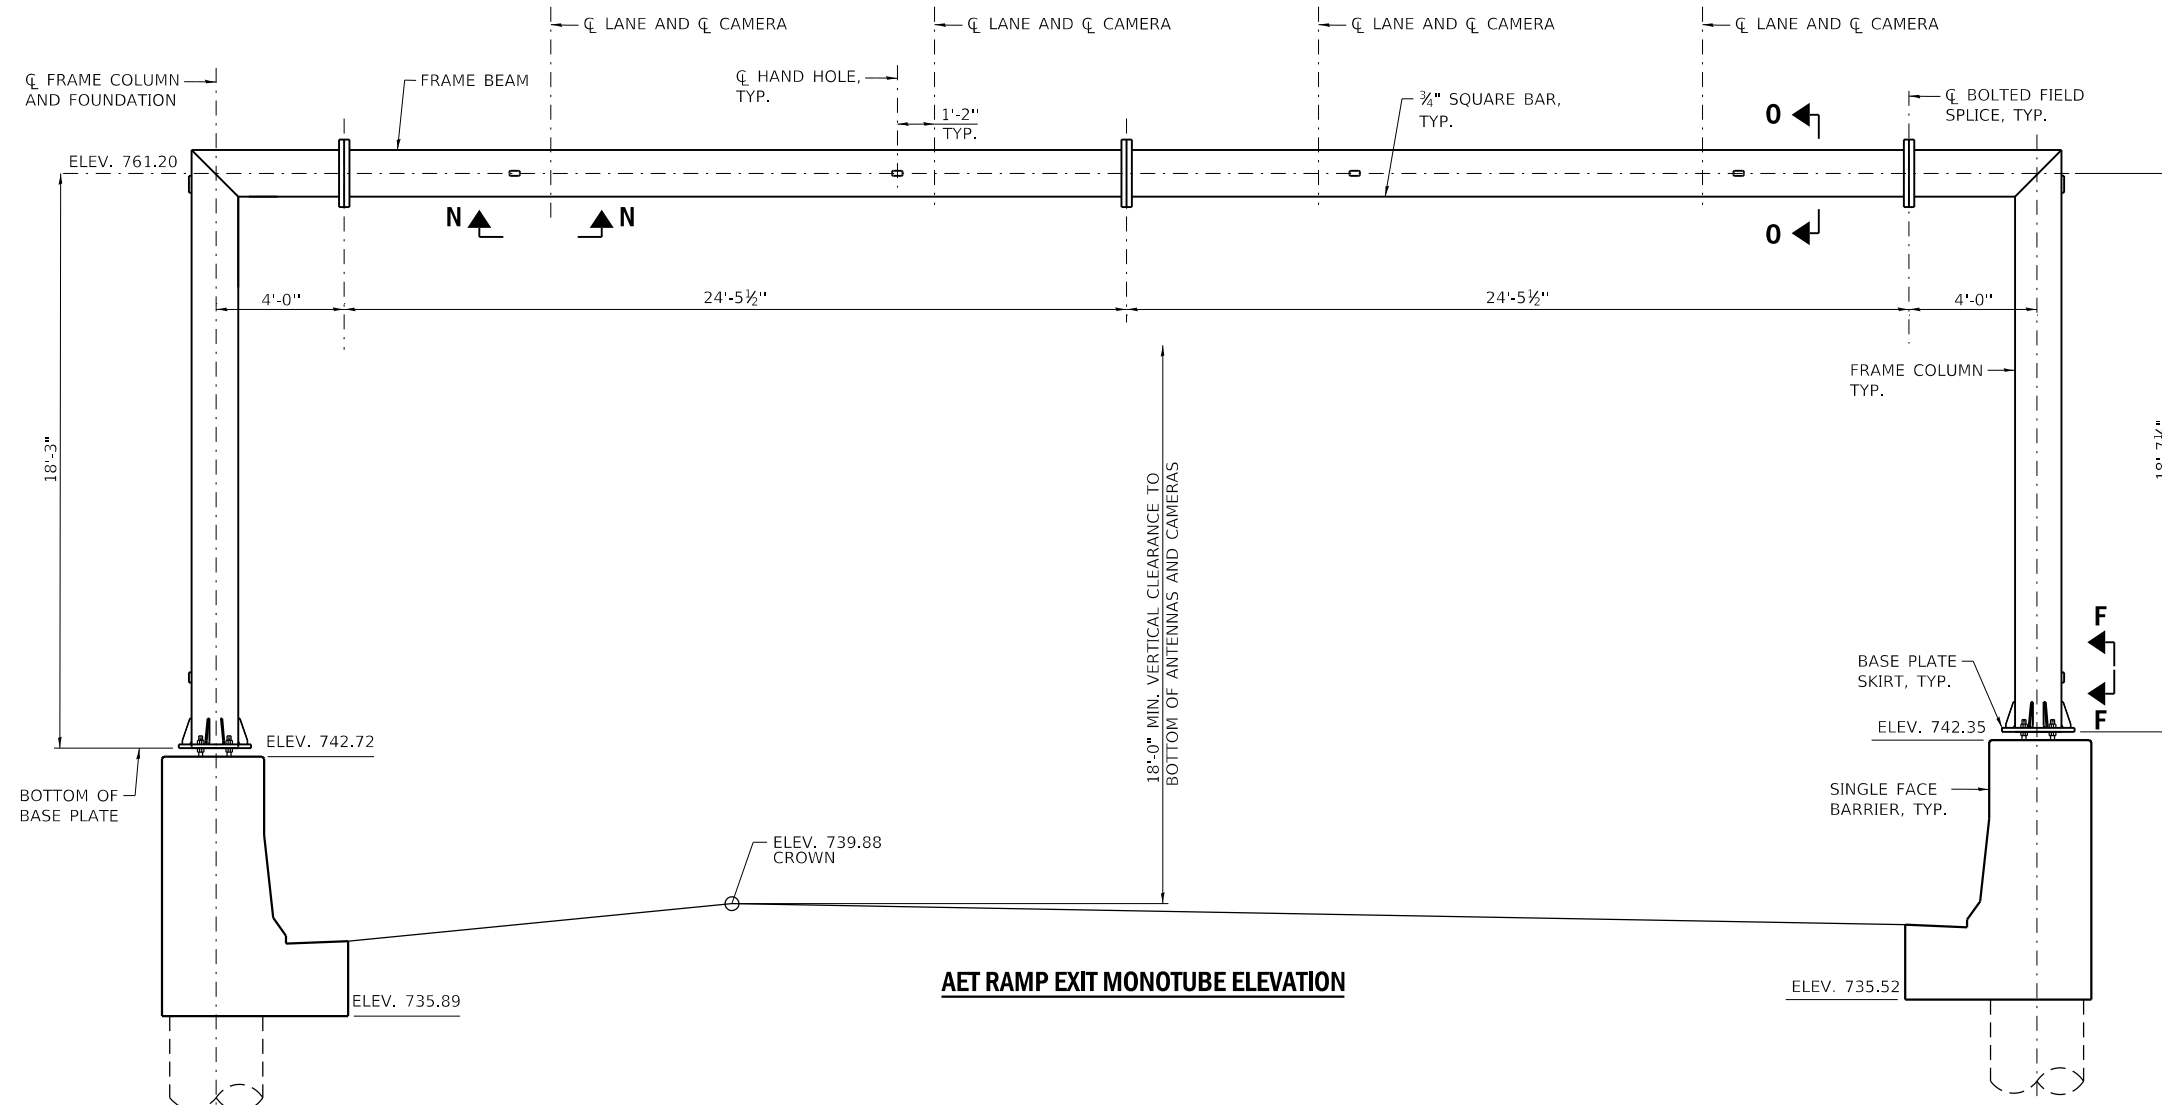 ℄ LANE AND ℄ CAMERA
℄ LANE AND ℄ CAMERA
℄ LANE AND ℄ CAMERA
℄ LANE AND ℄ CAMERA
℄ FRAME COLUMN
AND FOUNDATION
FRAME BEAM
℄ HAND HOLE,
TYP.
1'-2"
TYP.
¾" SQUARE BAR,
TYP.
O
℄ BOLTED FIELD
SPLICE, TYP.
ELEV. 761.20
N
N
O
4'-0"
24'-5½"
24'-5½"
4'-0"
FRAME COLUMN
TYP.
18'-3"
18'-0" MIN. VERTICAL CLEARANCE TO
BOTTOM OF ANTENNAS AND CAMERAS
18'-7¼"
F
BASE PLATE
SKIRT, TYP.
F
ELEV. 742.72
ELEV. 742.35
BOTTOM OF
BASE PLATE
SINGLE FACE
BARRIER, TYP.
ELEV. 739.88
CROWN
AET RAMP EXIT MONOTUBE ELEVATION
ELEV. 735.89
ELEV. 735.52